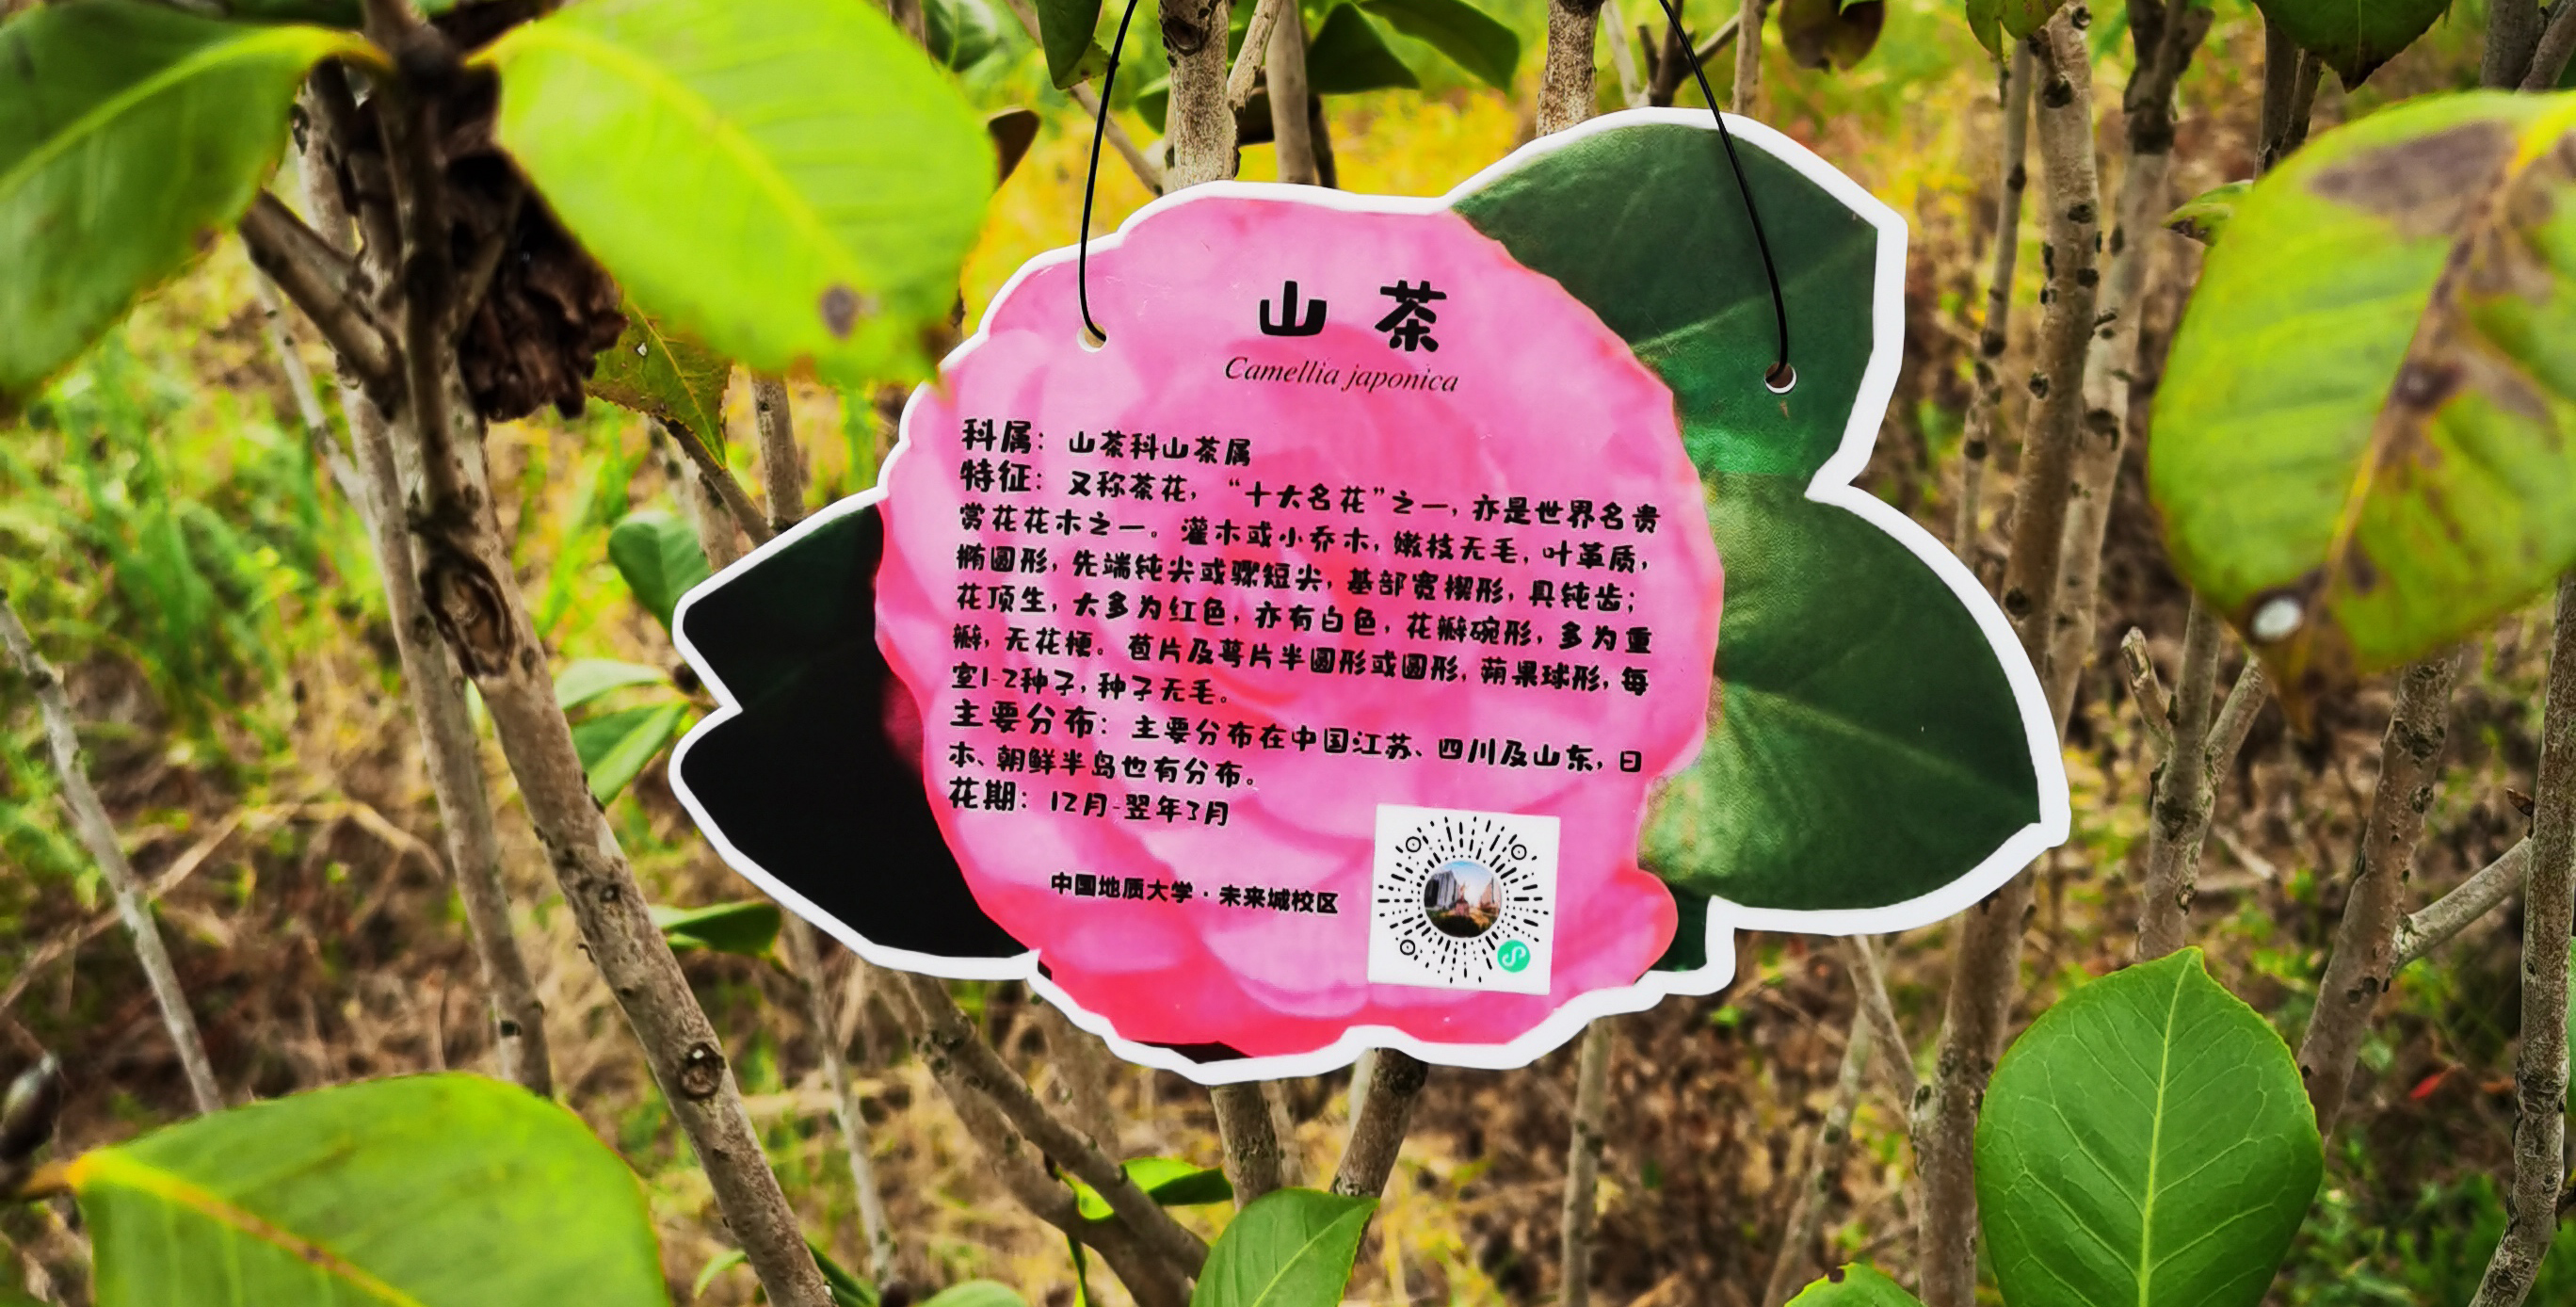 山茶
Camellia japonica
科属：山茶科山茶属
特征：又称茶花，“十大名花”之一，亦是世界名贵
赏花花木之一。灌木或小乔木，嫩枝无毛，叶革质，
椭圆形，先端钝尖或骤短尖，基部宽楔形，具钝齿；
花顶生，大多为红色，亦有白色，花瓣碗形，多为重
瓣，无花梗。苞片及萼片半圆形或圆形，蒴果球形，每
室1-2种子，种子无毛。
主要分布：主要分布在中国江苏、四川及山东，日
本、朝鲜半岛也有分布。
花期：12月-翌年3月
中国地质大学·未来城校区